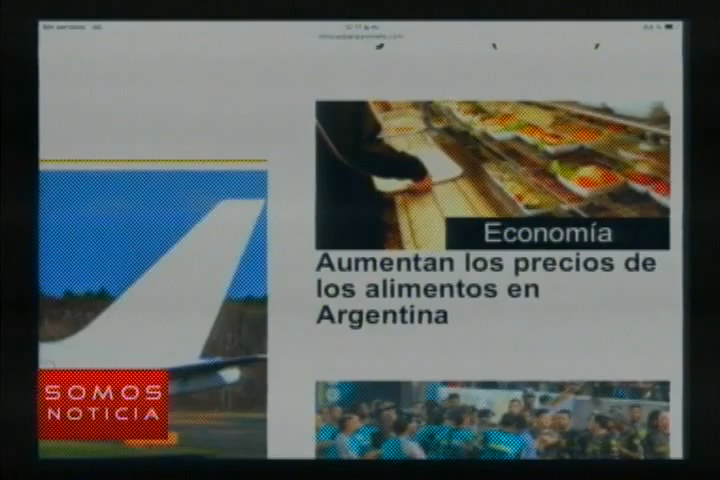 Economía
Aumentan los precios de
los alimentos en
Argentina
SOMOS
NOTICIA